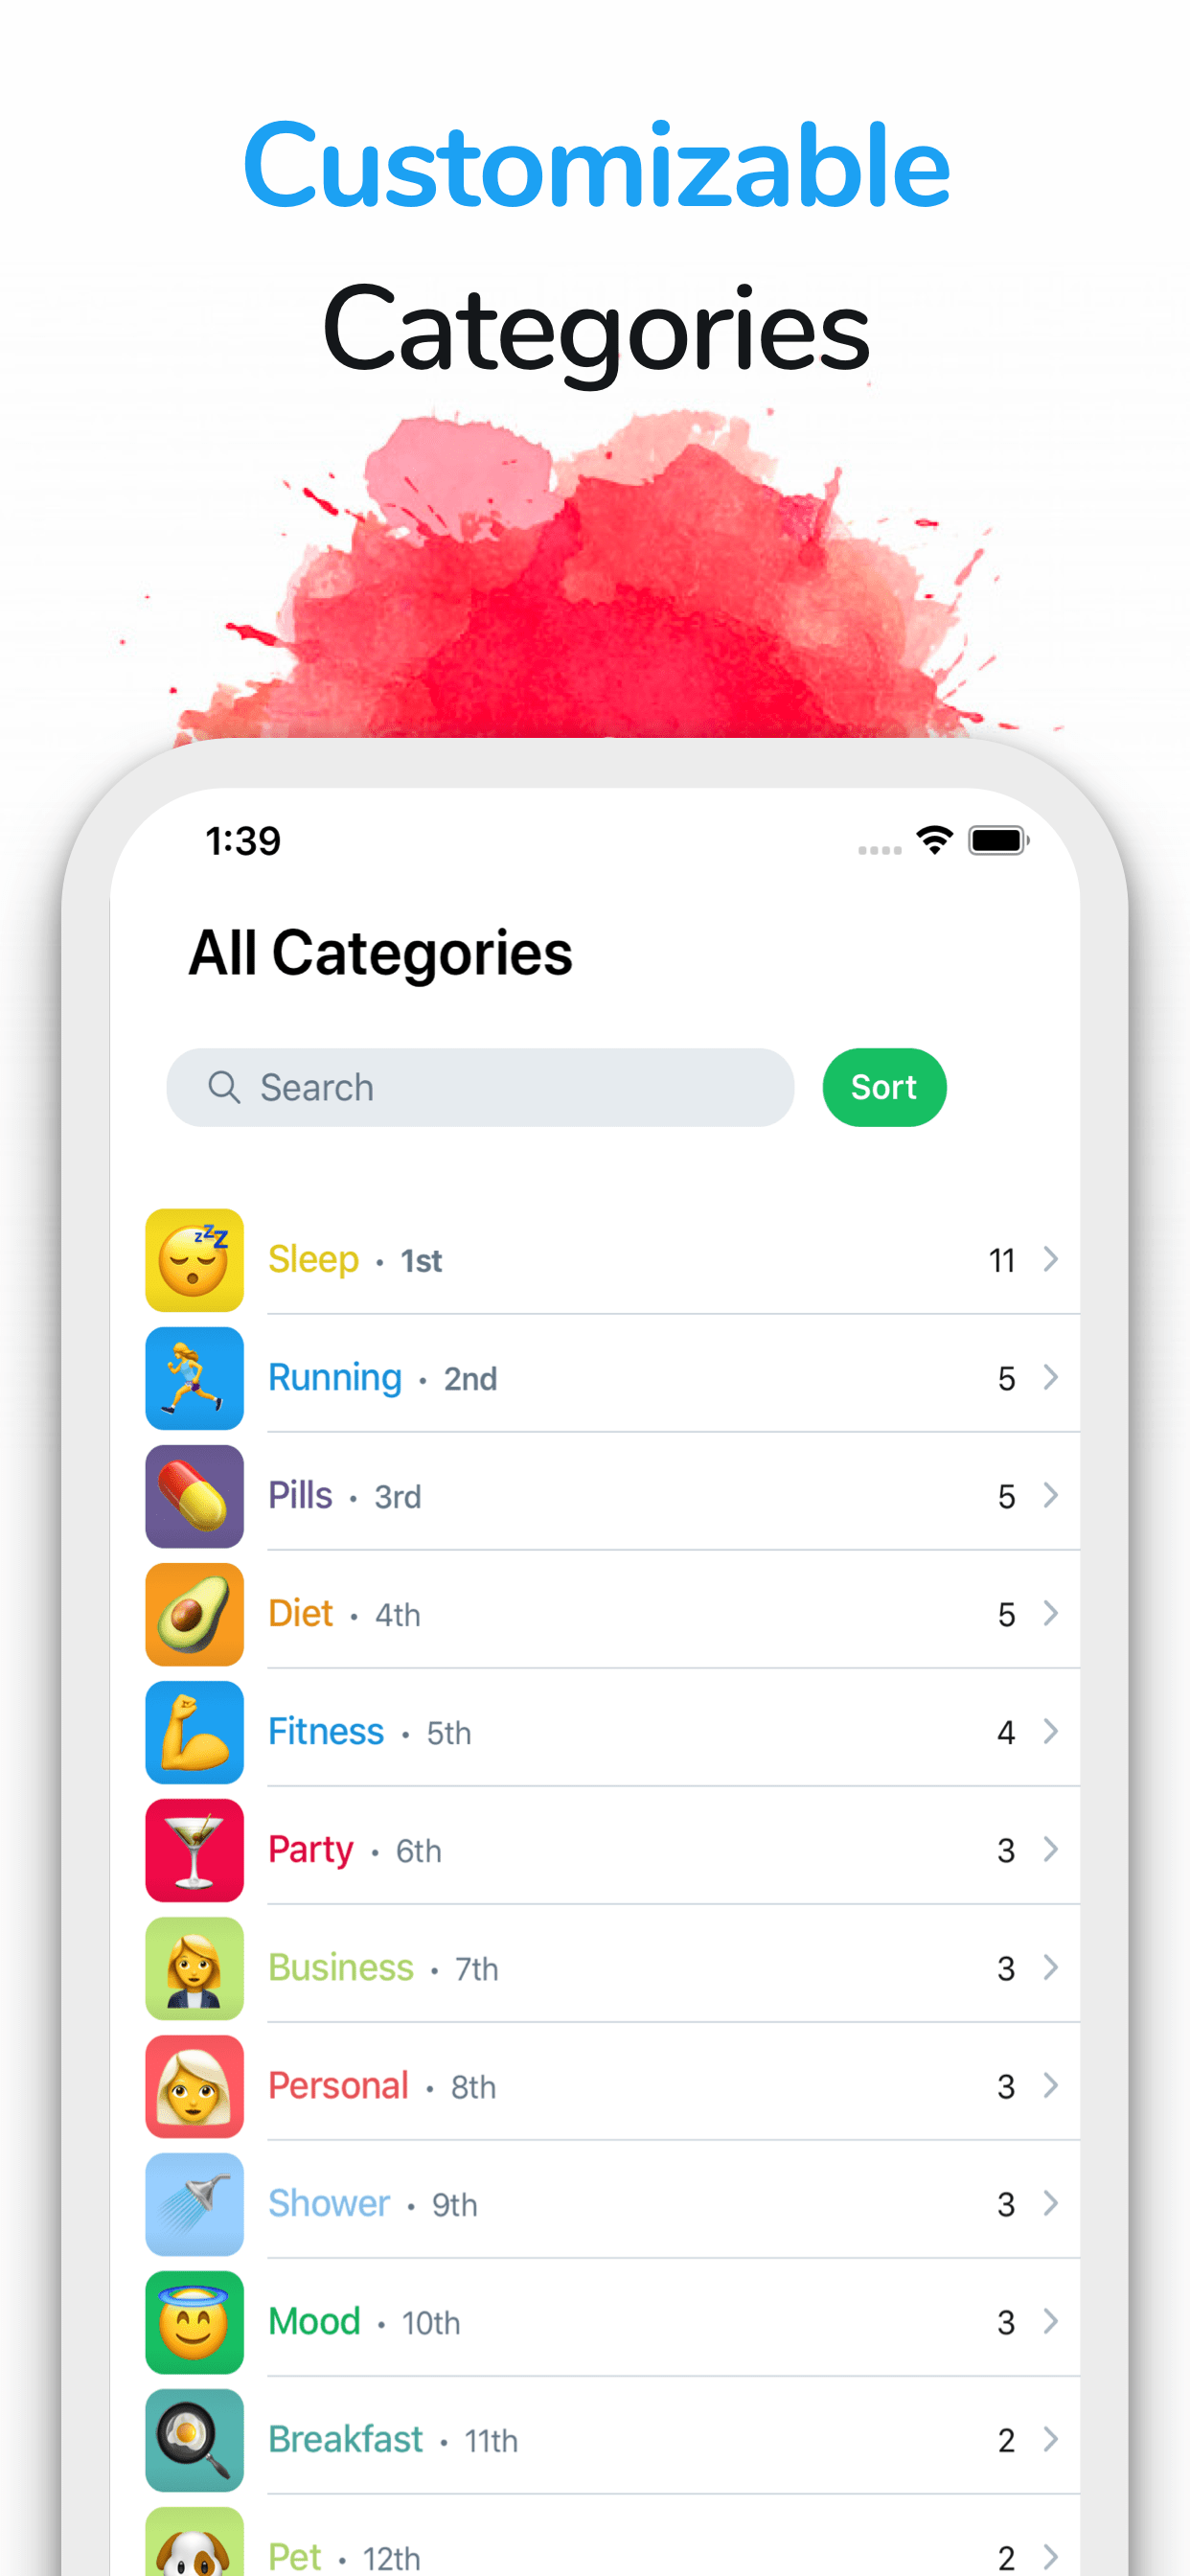 Customizable
Categories
1:39
All Categories
Search
Sort
zzZ
Sleep • 1st 11
Running • 2nd 5
Pills • 3rd 5
Diet • 4th 5
Fitness • 5th 4
Party • 6th 3
Business • 7th 3
Personal • 8th 3
Shower • 9th 3
Mood • 10th 3
Breakfast • 11th 2
Pet • 12th 2